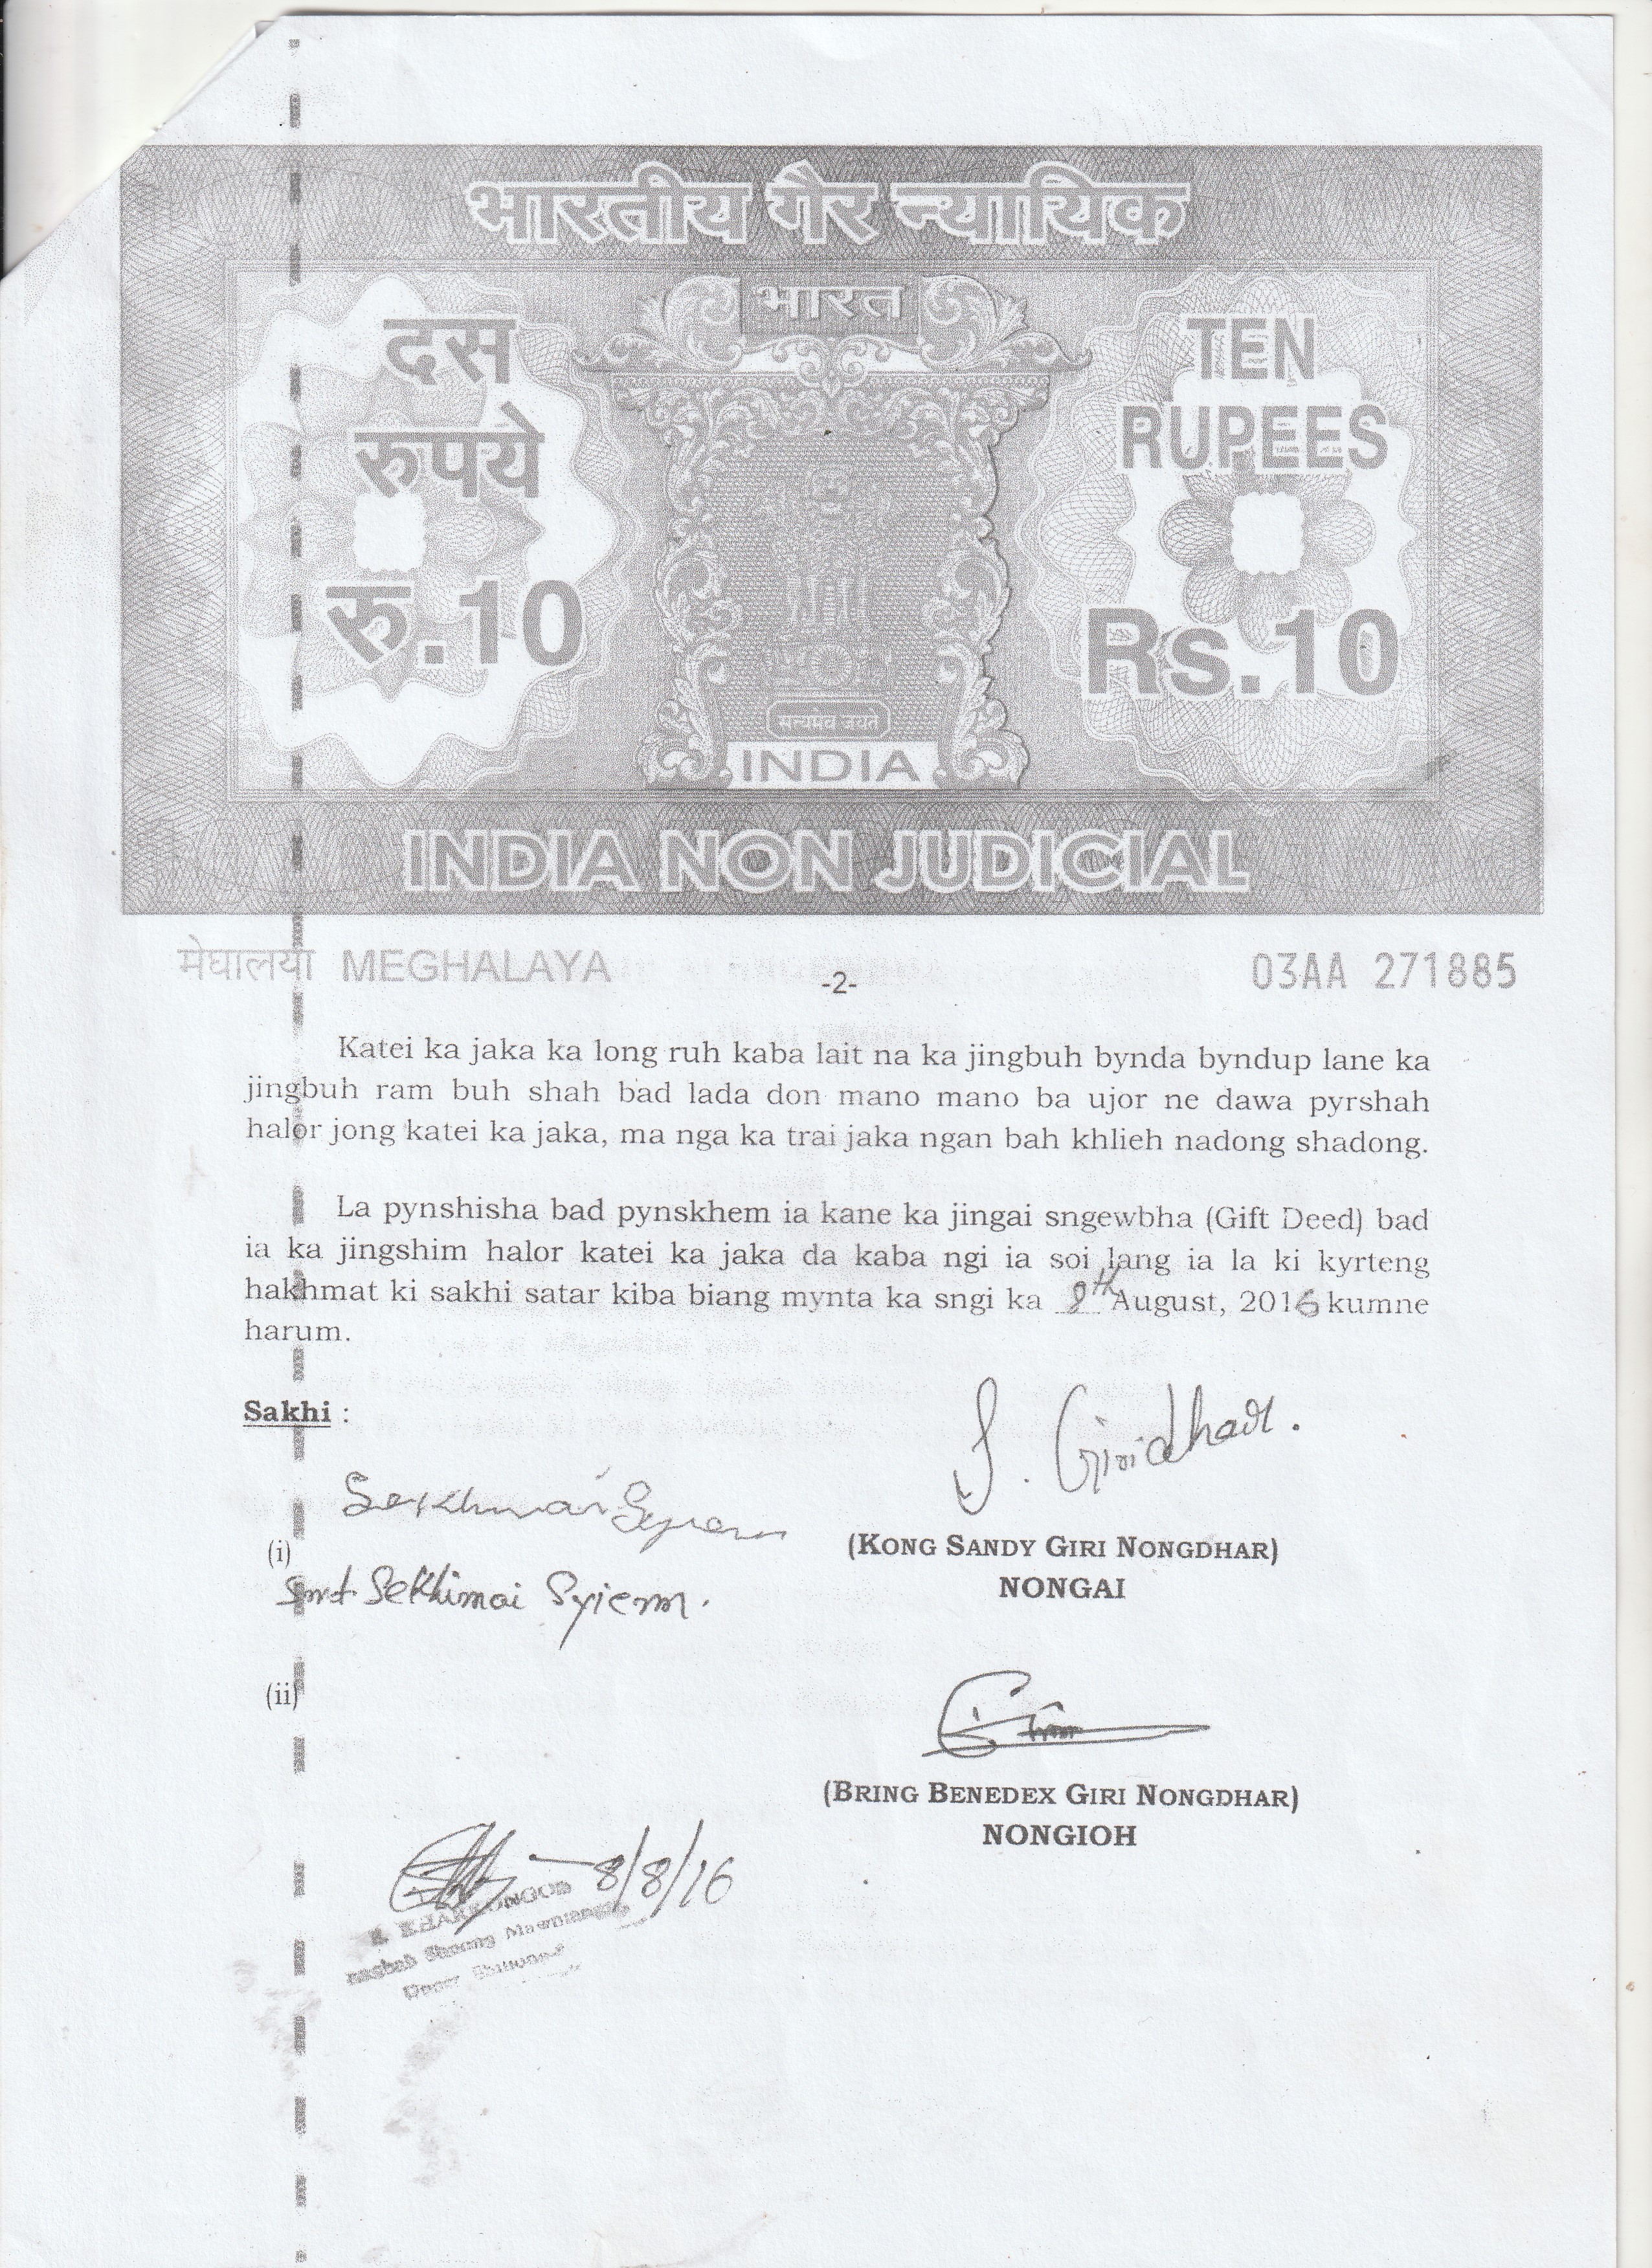 भारतीय गैर न्यायिक
भारत
दस
रुपये
रु.10
TEN
RUPEES
Rs.10
सत्यमेव जयते
INDIA
INDIA NON JUDICIAL
मेघालया MEGHALAYA
03AA 271885
-2-
Katei ka jaka ka long ruh kaba lait na ka jingbuh bynda byndup lane ka
jingbuh ram buh shah bad lada don mano mano ba ujor ne dawa pyrshah
halor jong katei ka jaka, ma nga ka trai jaka ngan bah khlieh nadong shadong.
La pynshisha bad pynskhem ia kane ka jingai sngewbha (Gift Deed) bad
ia ka jingshim halor katei ka jaka da kaba ngi ia soi lang ia la ki kyrteng
hakhmat ki sakhi satar kiba biang mynta ka sngi ka 8th August, 2016 kumne
harum.
Sakhi :
S. Giridhar.
Sekhimai Syiem
(i)
(KONG SANDY GIRI NONGDHAR)
Smt Sekhimai Syiem.
NONGAI
(ii)
(BRING BENEDEX GIRI NONGDHAR)
NONGIOH
8/8/16
Shnong
Upper